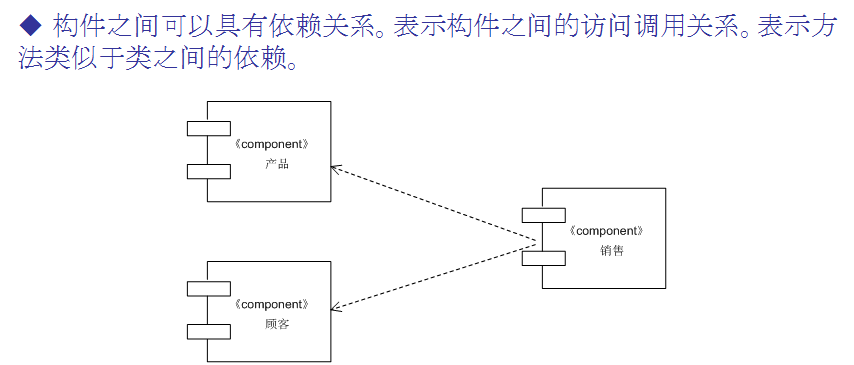 ◆ 构件之间可以具有依赖关系。表示构件之间的访问调用关系。表示方
法类似于类之间的依赖。
《component》
产品
《component》
销售
《component》
顾客